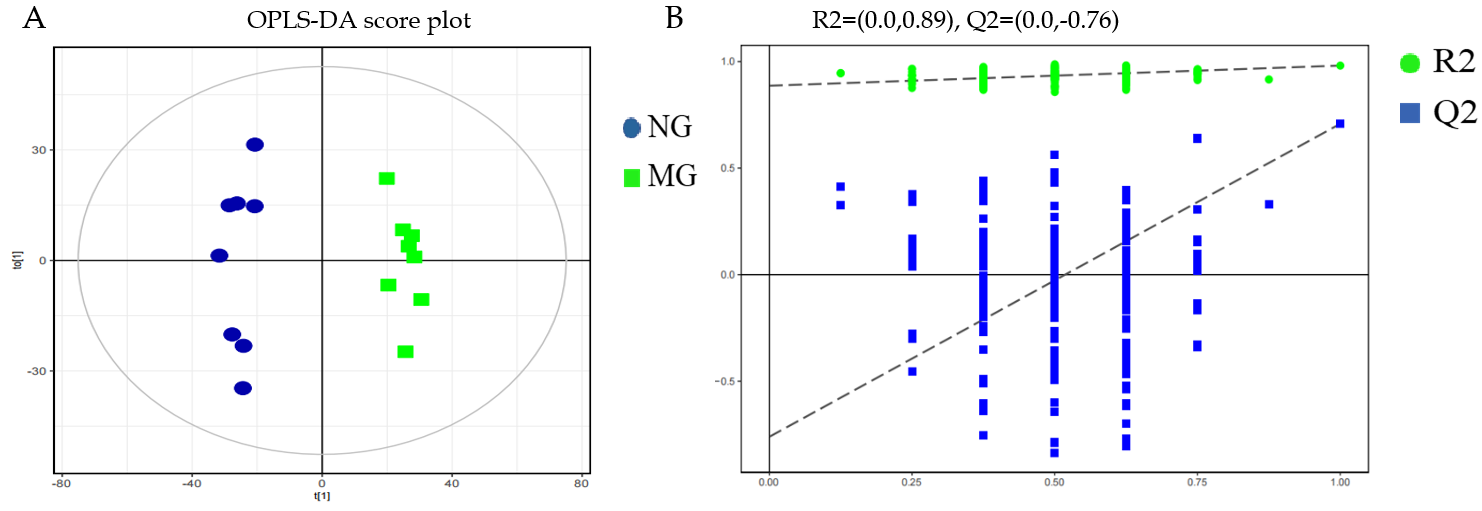 A
OPLS-DA score plot
30
0
-30
-80
-40
0
40
80
t[1]
to[1]
NG
MG
B
R2=(0.0,0.89), Q2=(0.0,-0.76)
1.0
0.5
0.0
−0.5
0.00
0.25
0.50
0.75
1.00
R2
Q2